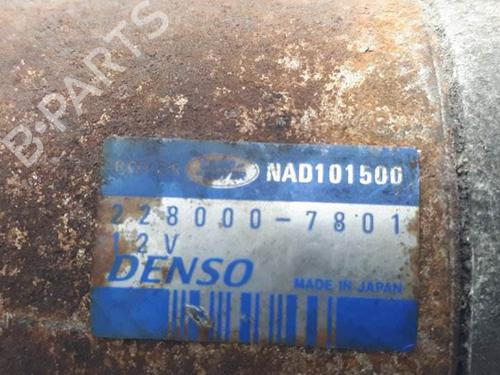 B-PARTS
NAD101500
228000-7801
12V
DENSO
MADE IN JAPAN